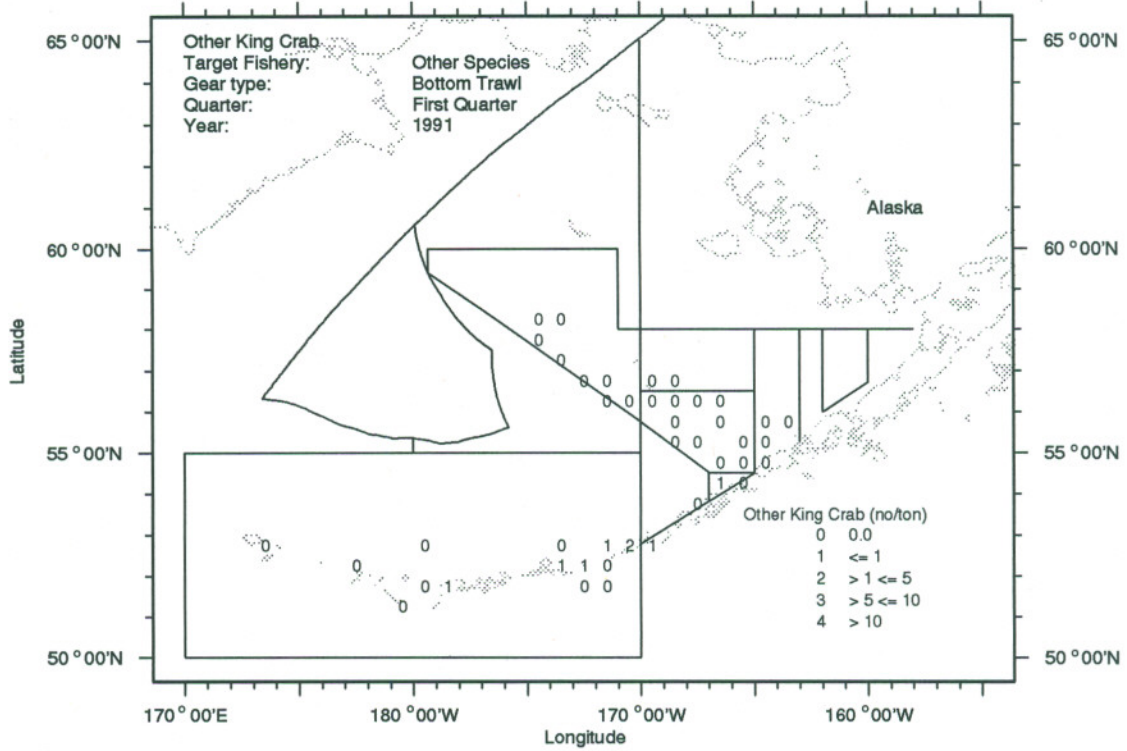 65 °00'N
Other King Crab
65 °00'N
Target Fishery: Other Species
Gear type: Bottom Trawl
Quarter: First Quarter
Year: 1991
Alaska
60 °00'N
60 °00'N
0 0
0
0
0 0 0 0
0 0 0 0 0 0
0 0 0 0
0 0 0 0
55 °00'N
0 0 0
55 °00'N
1 0
0
Other King Crab (no/ton)
0 0.0
1 <= 1
2 > 1 <= 5
3 > 5 <= 10
4 > 10
0 0 0 1 2 1
0 1 1 0
0 1 0 0
0
50 °00'N
50 °00'N
170 °00'E
180 °00'W
170 °00'W
160 °00'W
Latitude
Longitude